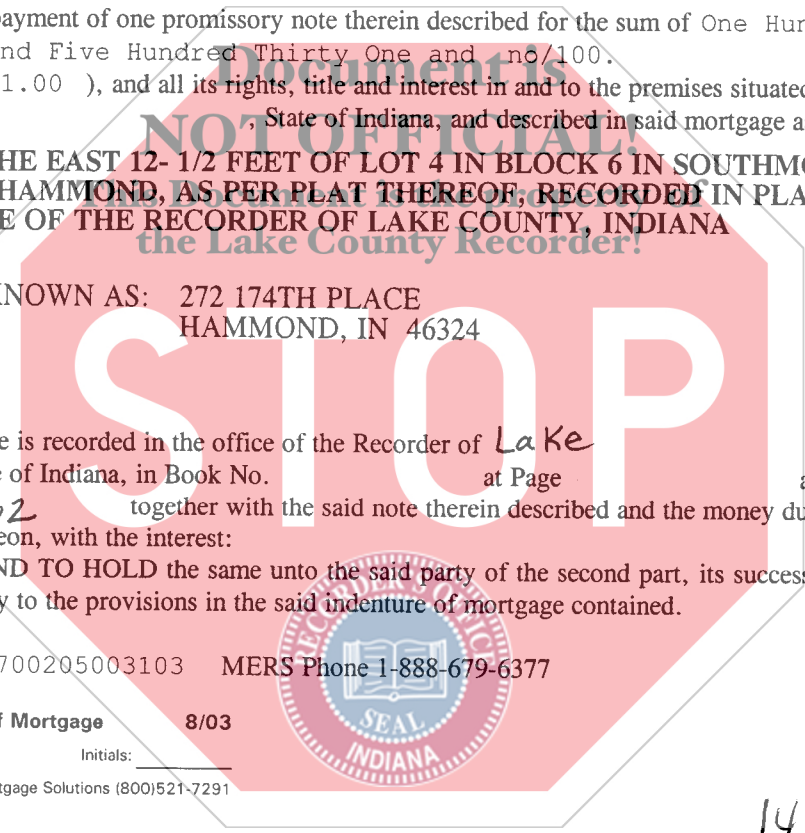 payment of one promissory note therein described for the sum of One Hun
nd Five Hundred Thirty One and no/100.
1.00 ), and all its rights, title and interest in and to the premises situated
, State of Indiana, and described in said mortgage a
HE EAST 12- 1/2 FEET OF LOT 4 IN BLOCK 6 IN SOUTHMO
HAMMOND, AS PER PLAT THEREOF, RECORDED IN PLA
E OF THE RECORDER OF LAKE COUNTY, INDIANA
Document is
NOT OFFICIAL!
This Document is the property of
the Lake County Recorder!
NOWN AS: 272 174TH PLACE
HAMMOND, IN 46324
STOP
e is recorded in the office of the Recorder of Lake
e of Indiana, in Book No. at Page a
2 together with the said note therein described and the money du
eon, with the interest:
ND TO HOLD the same unto the said party of the second part, its success
y to the provisions in the said indenture of mortgage contained.
700205003103 MERS Phone 1-888-679-6377
RECORDER'S OFFICE
SEAL
INDIANA
f Mortgage 8/03
Initials:
tgage Solutions (800)521-7291
14